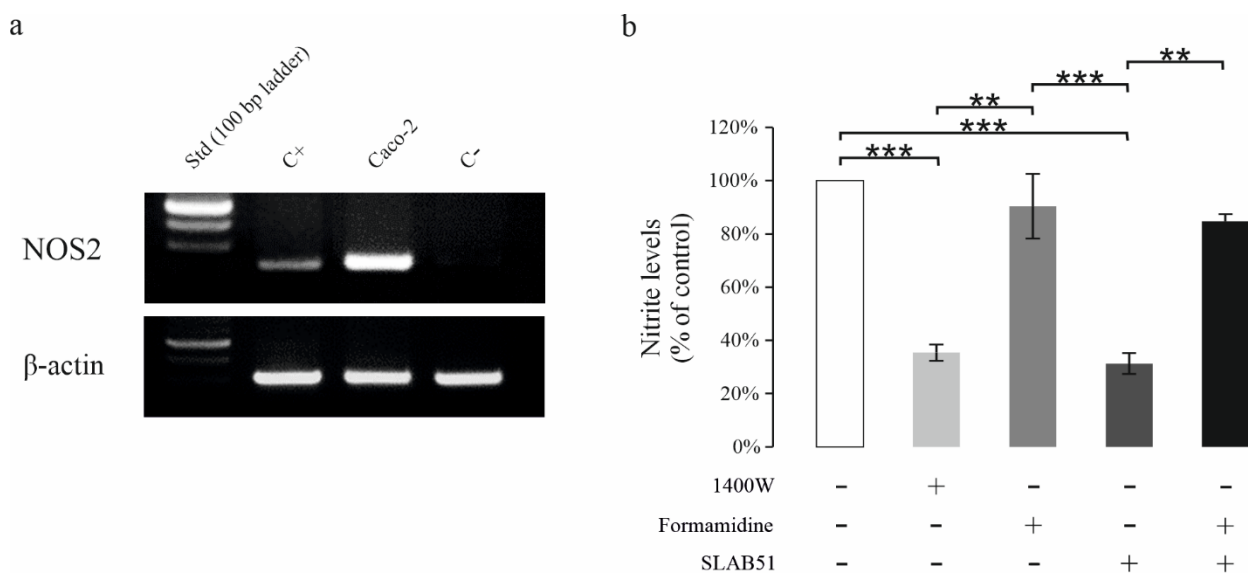 a
Std (100 bp ladder)
C+
Caco-2
C-
NOS2
β-actin
b
Nitrite levels
(% of control)
120%
100%
80%
60%
40%
20%
0%
***
***
**
***
**
1400W - + - - -
Formamidine - - + - +
SLAB51 - - - + +